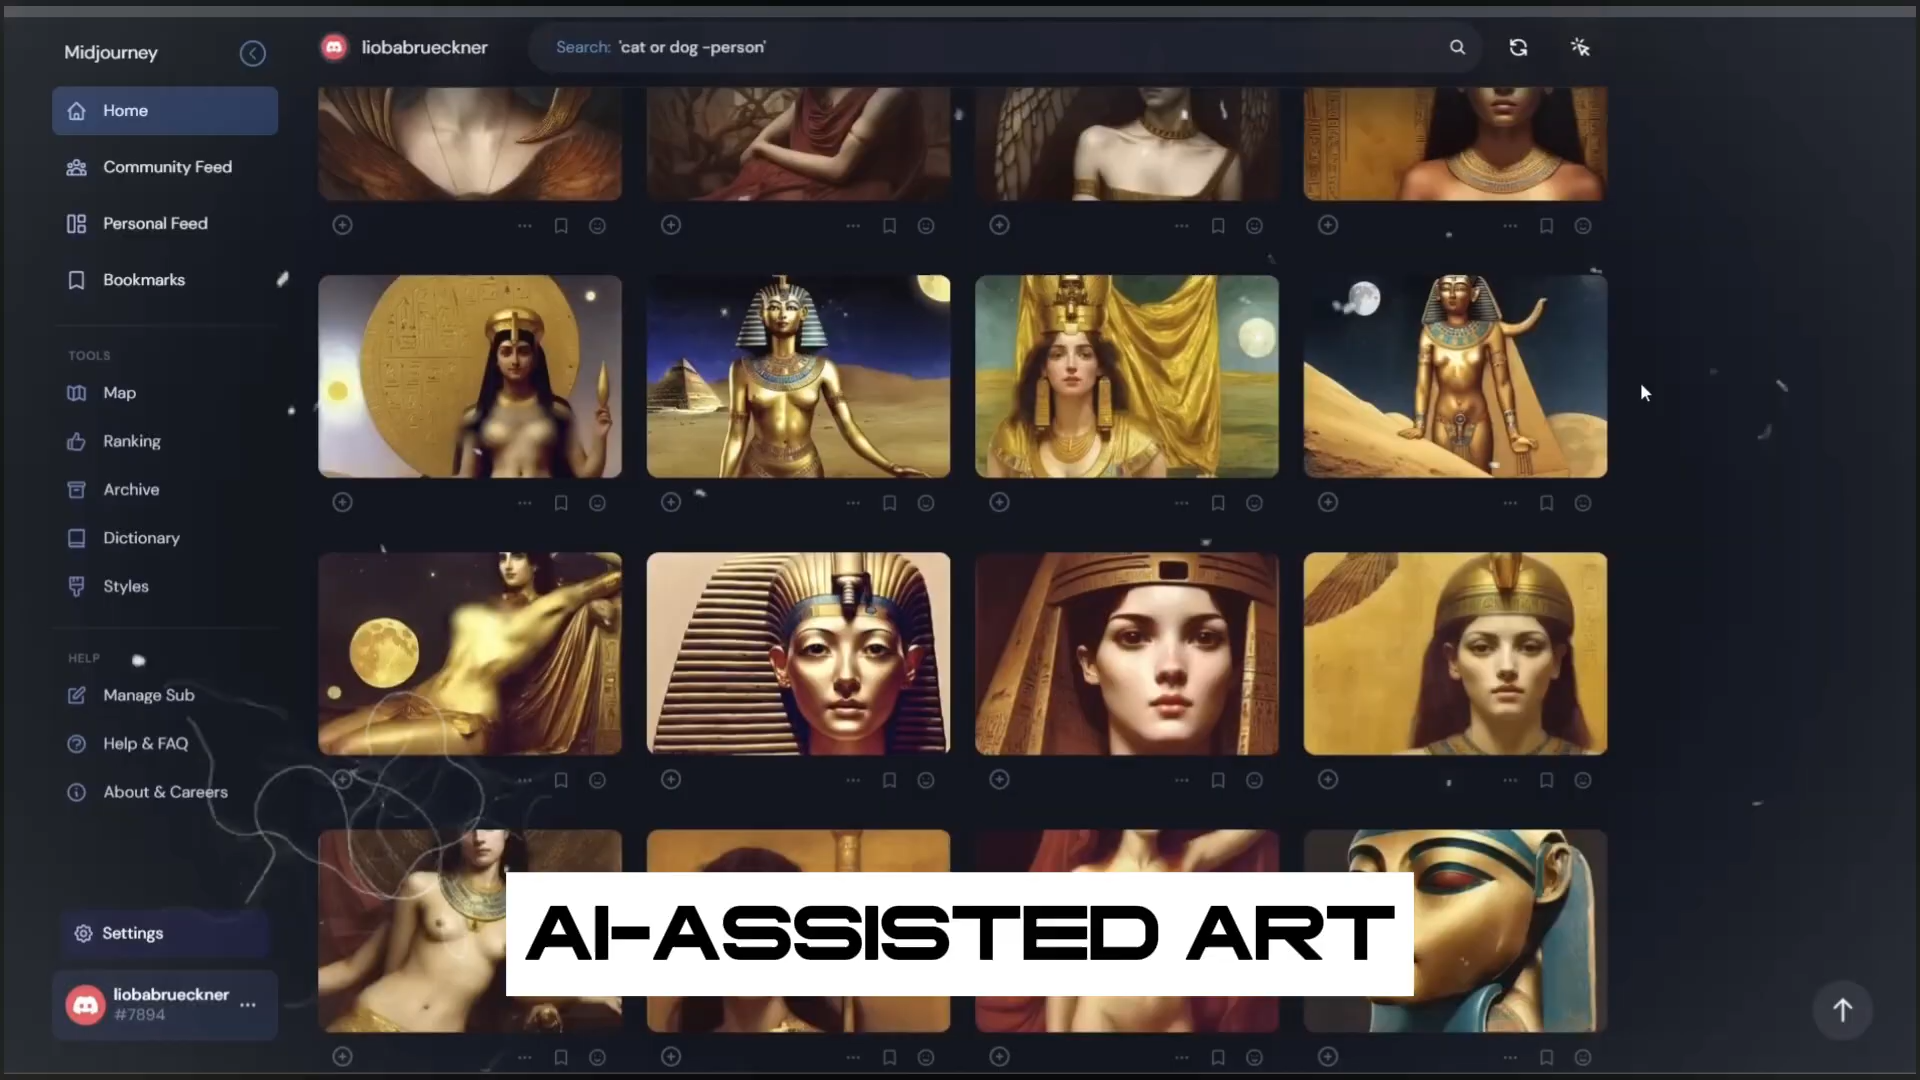 Midjourney
liobabrueckner
Search: 'cat or dog -person'
Home
Community Feed
Personal Feed
Bookmarks
TOOLS
Map
Ranking
Archive
Dictionary
Styles
HELP
Manage Sub
Help & FAQ
About & Careers
Settings
liobabrueckner
#7894
AI-ASSISTED ART